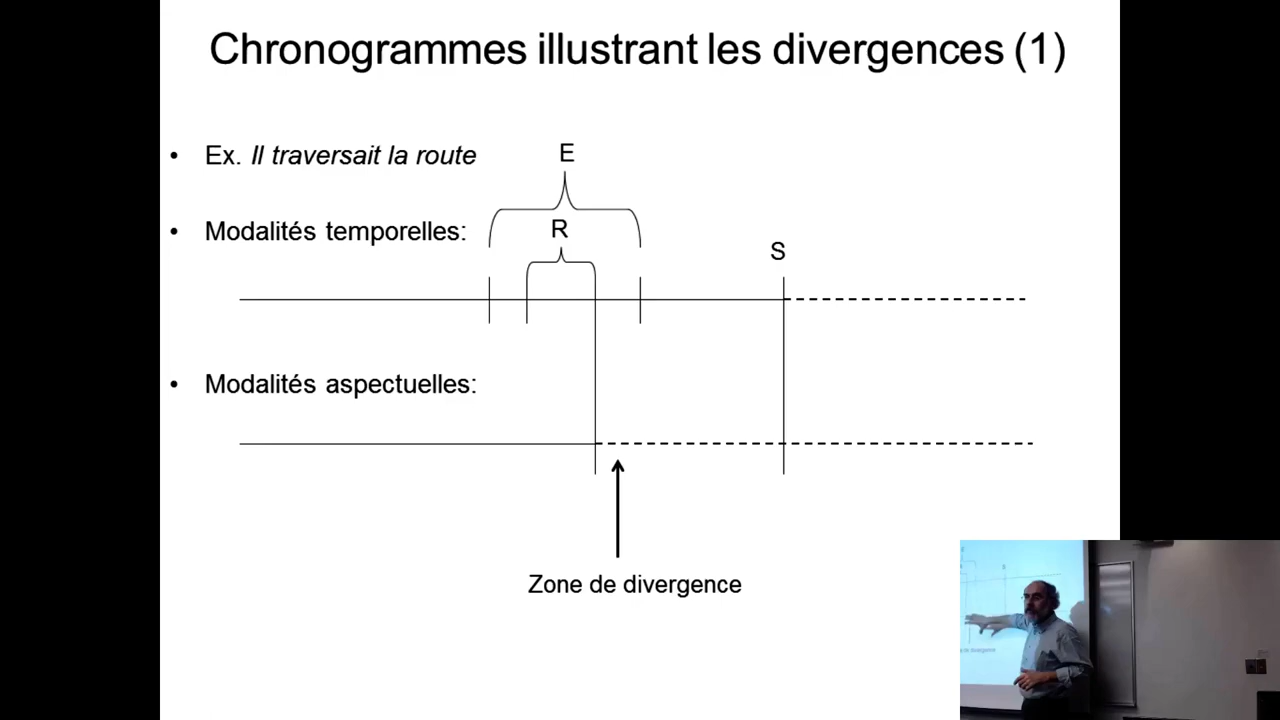 Chronogrammes illustrant les divergences (1)
• Ex. Il traversait la route
E
• Modalités temporelles:
R
S
• Modalités aspectuelles:
Zone de divergence